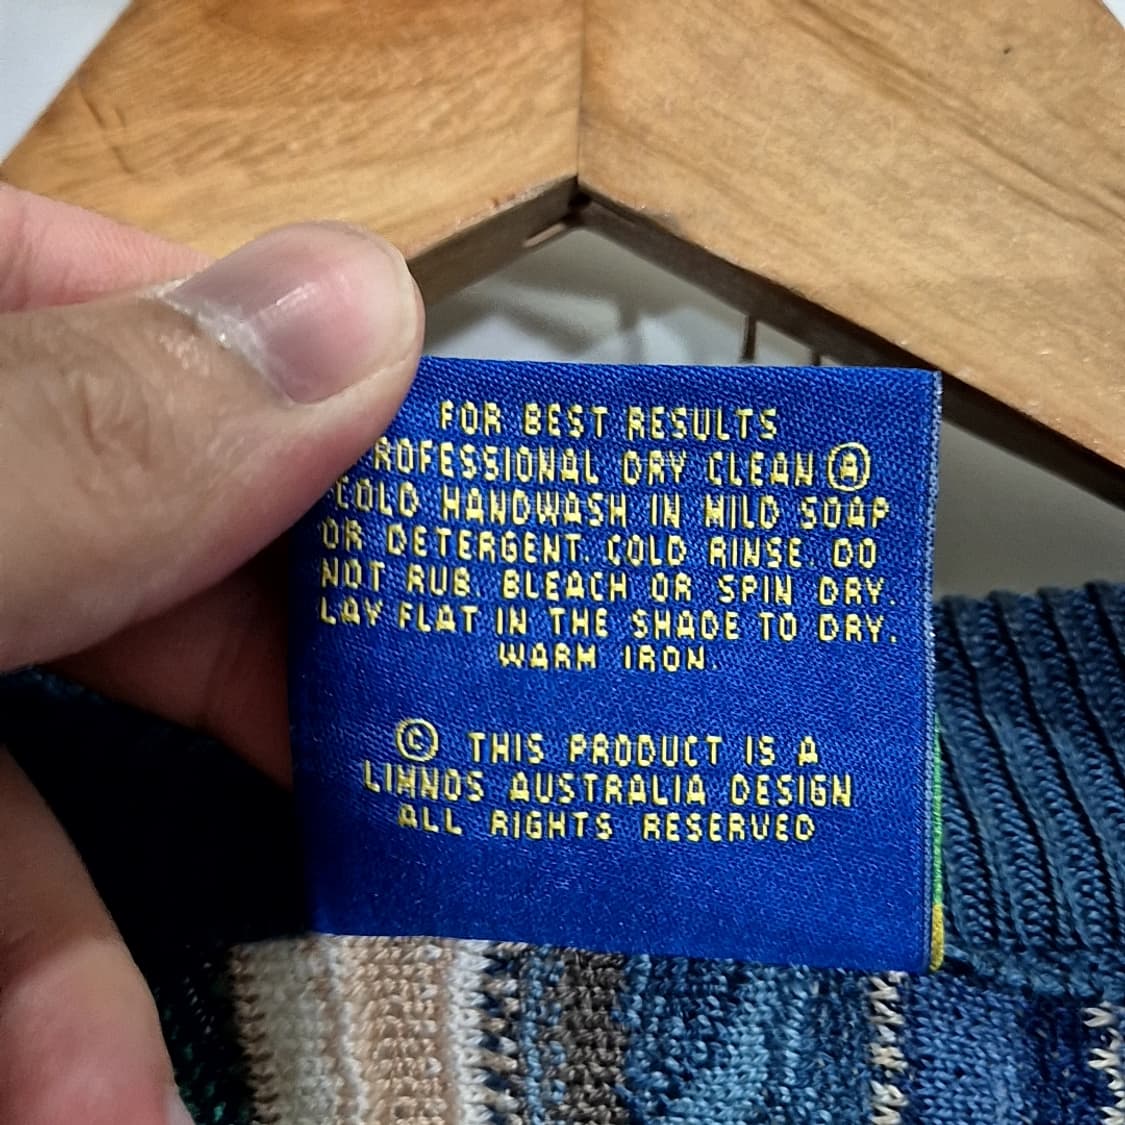 FOR BEST RESULTS
ROFESSIONAL DRY CLEAN Ⓐ
COLD HANDWASH IN MILD SOAP
OR DETERGENT. COLD RINSE. DO
NOT RUB. BLEACH OR SPIN DRY.
LAY FLAT IN THE SHADE TO DRY.
WARM IRON.
© THIS PRODUCT IS A
LIMNOS AUSTRALIA DESIGN
ALL RIGHTS RESERVED